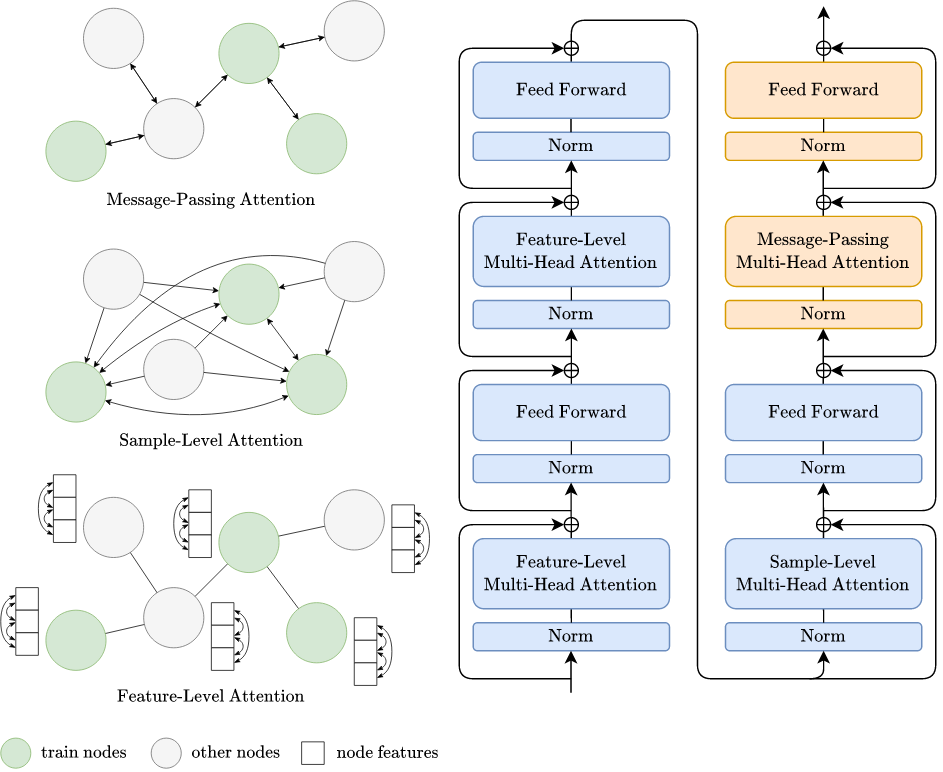 Message-Passing Attention
Sample-Level Attention
Feature-Level Attention
train nodes
other nodes
node features
Feed Forward
Norm
Feature-Level
Multi-Head Attention
Norm
Feed Forward
Norm
Feature-Level
Multi-Head Attention
Norm
Feed Forward
Norm
Message-Passing
Multi-Head Attention
Norm
Feed Forward
Norm
Sample-Level
Multi-Head Attention
Norm